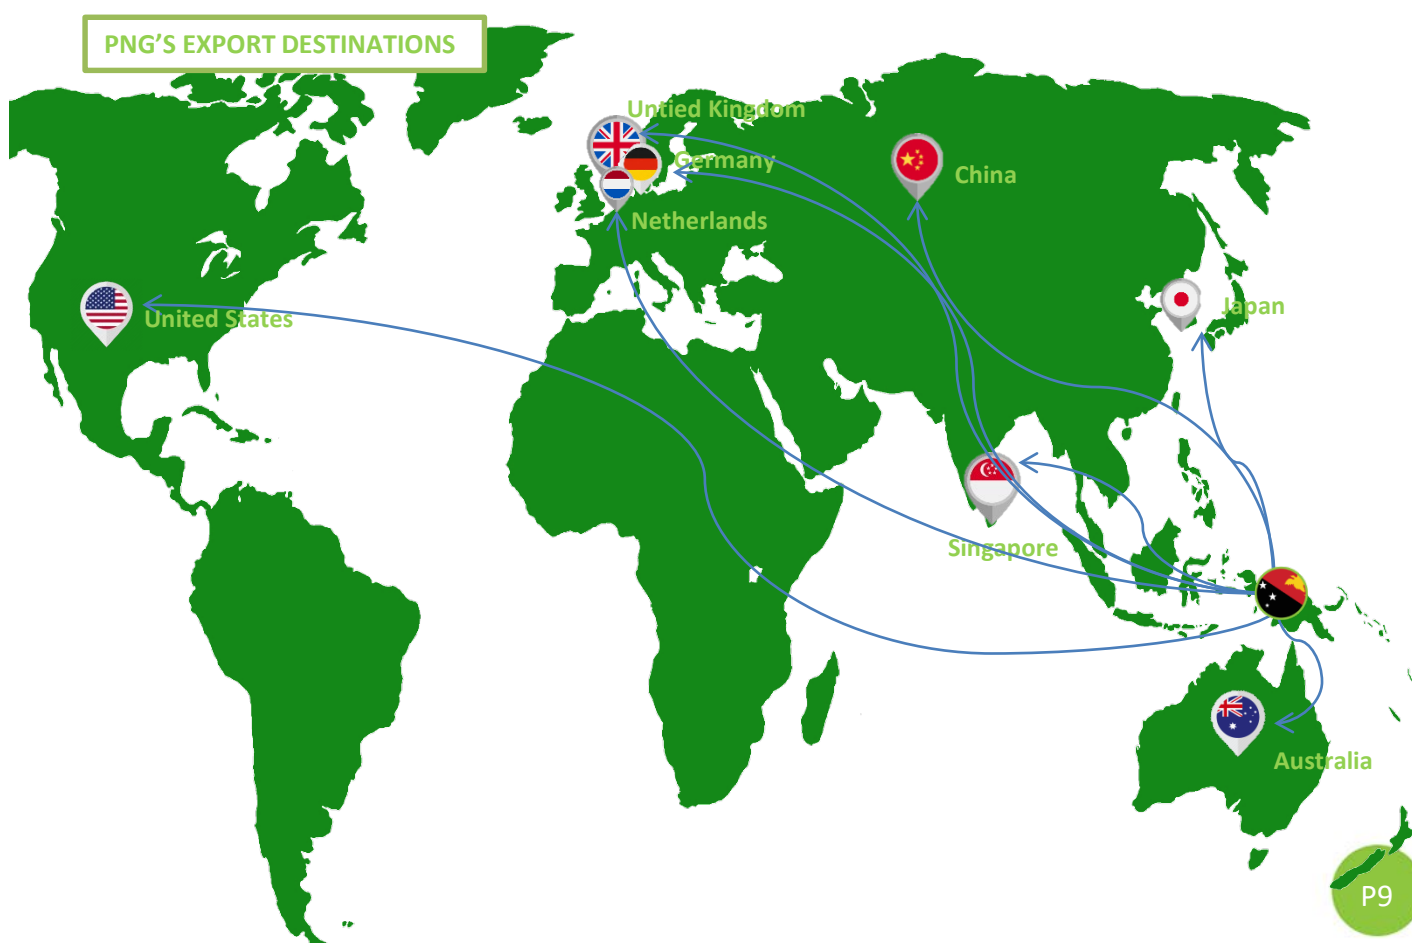 PNG'S EXPORT DESTINATIONS
Untied Kingdom
Germany
China
Netherlands
Japan
United States
Singapore
Australia
P9